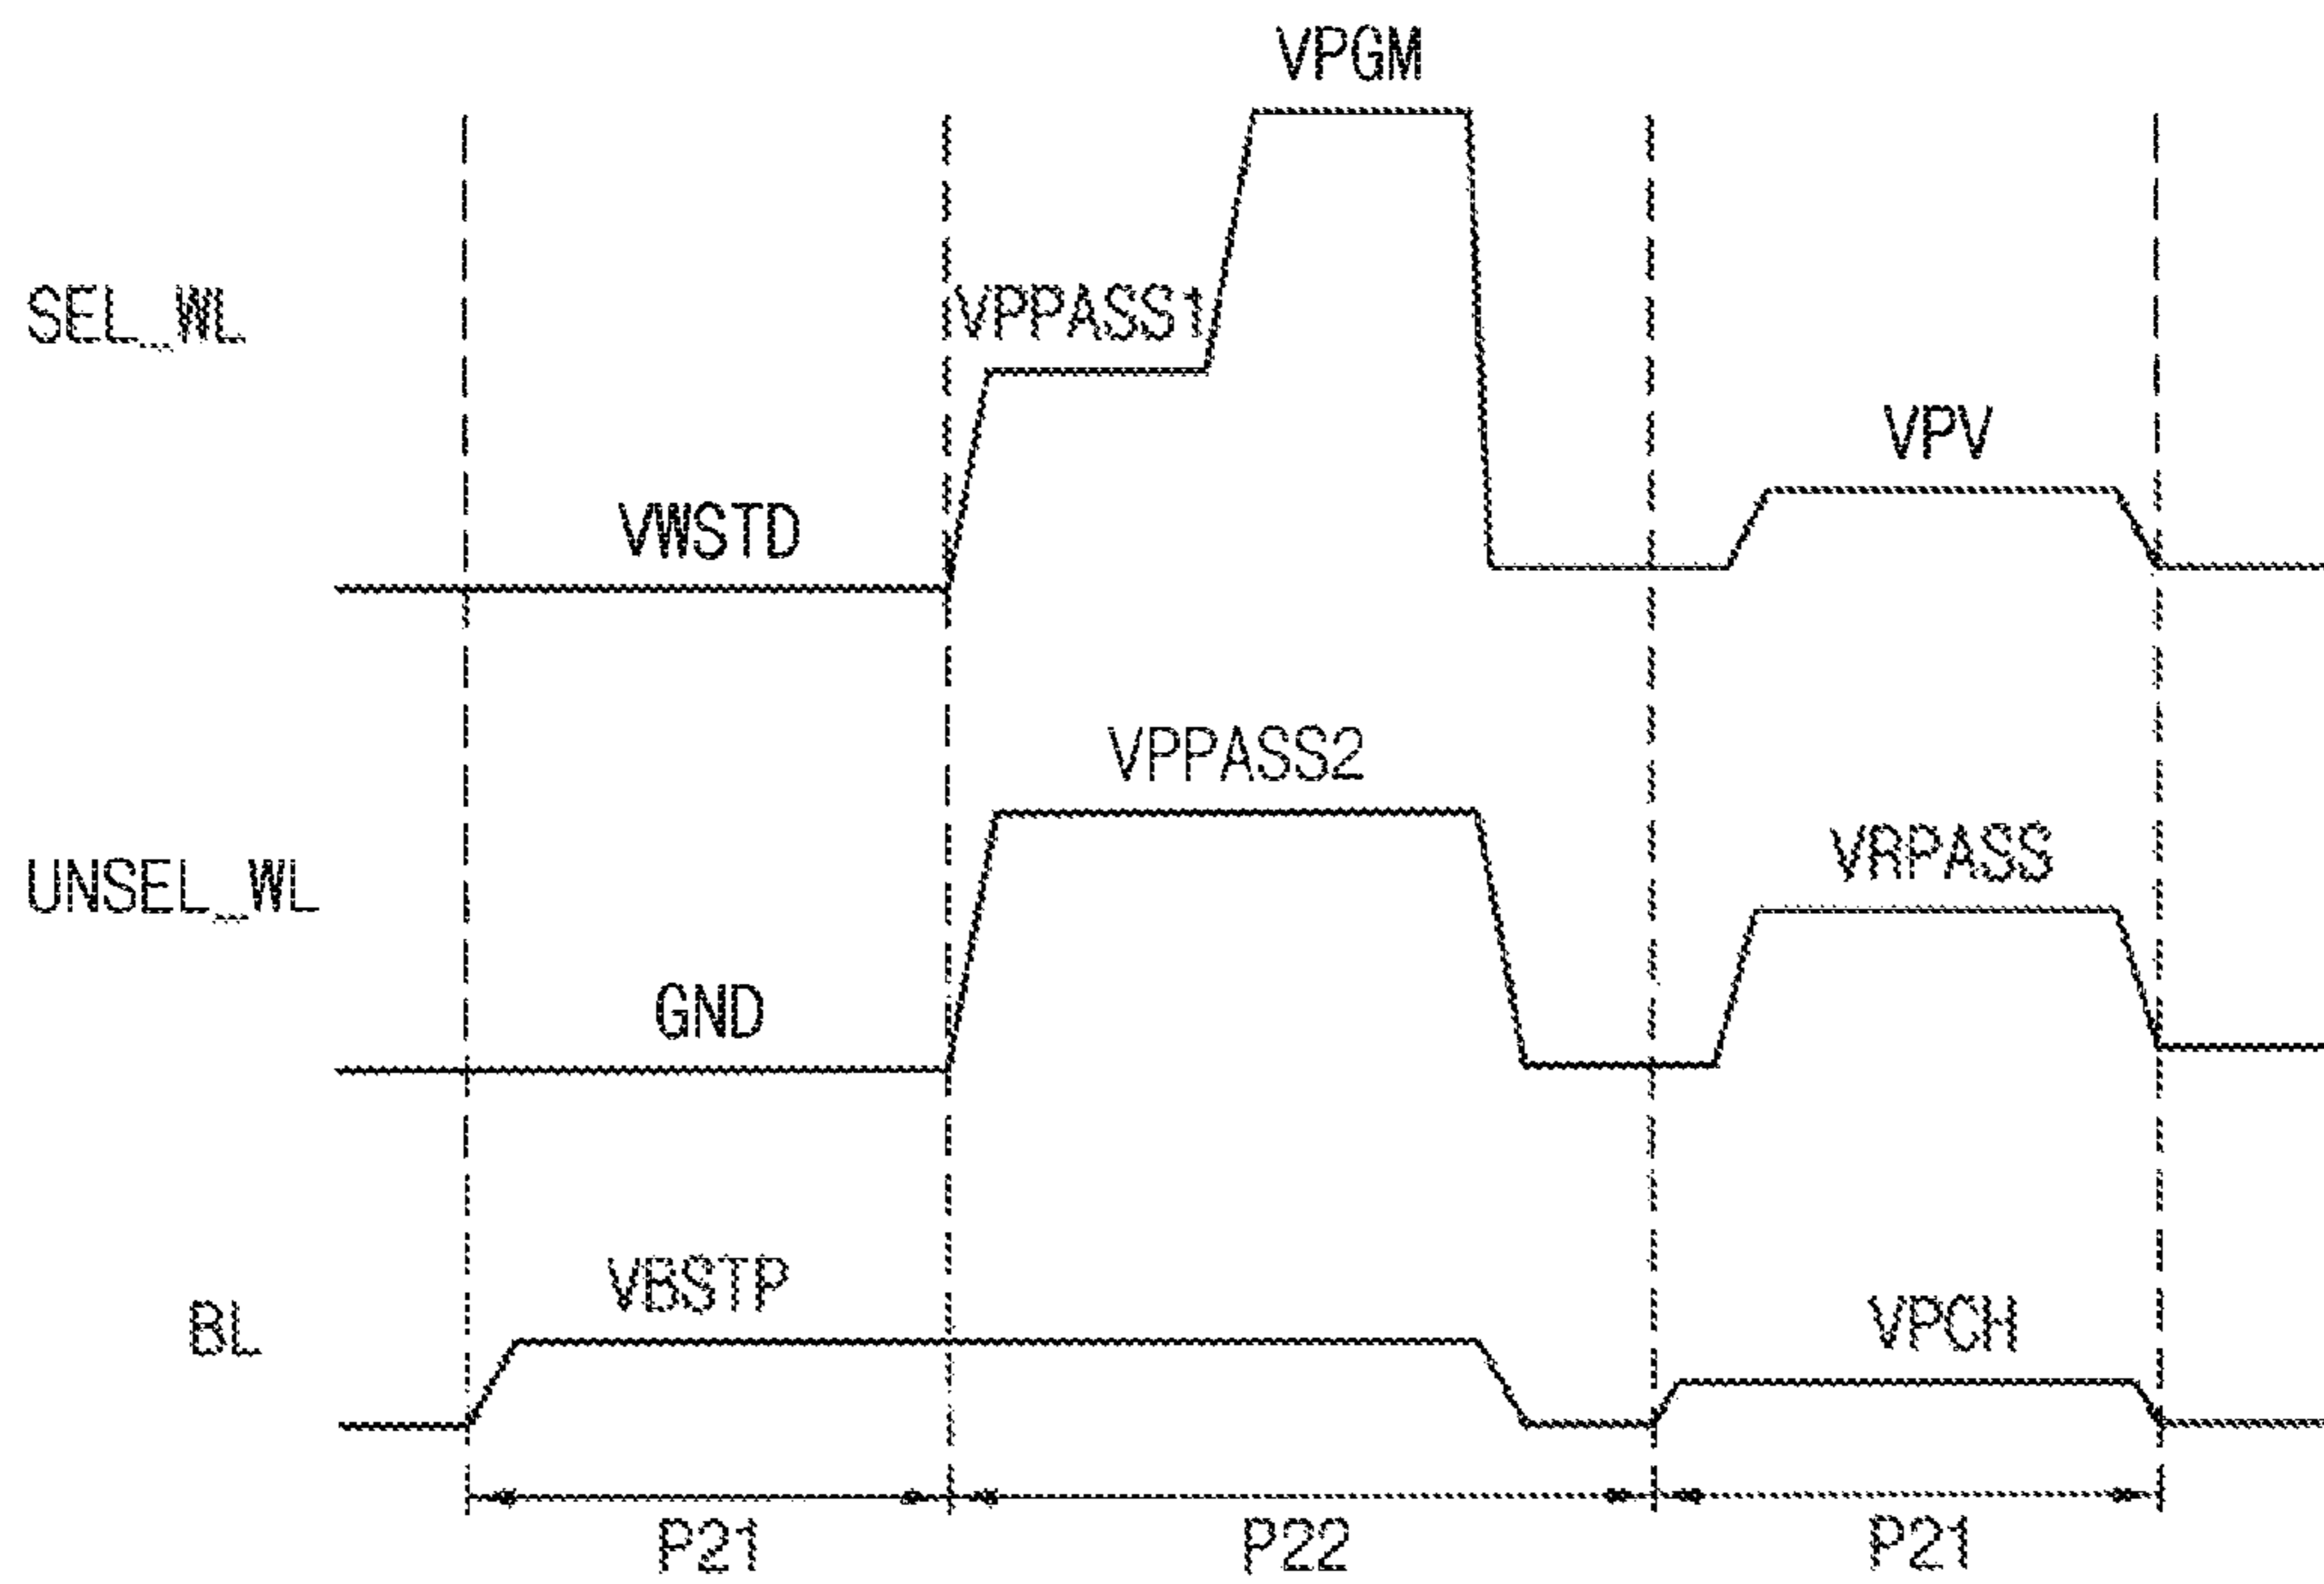 VPGM
SEL_WL
VPPASS1
VPV
VWSTD
VPPASS2
UNSEL_WL
VRPASS
GND
BL
VBSTP
VPCH
P21
P22
P21